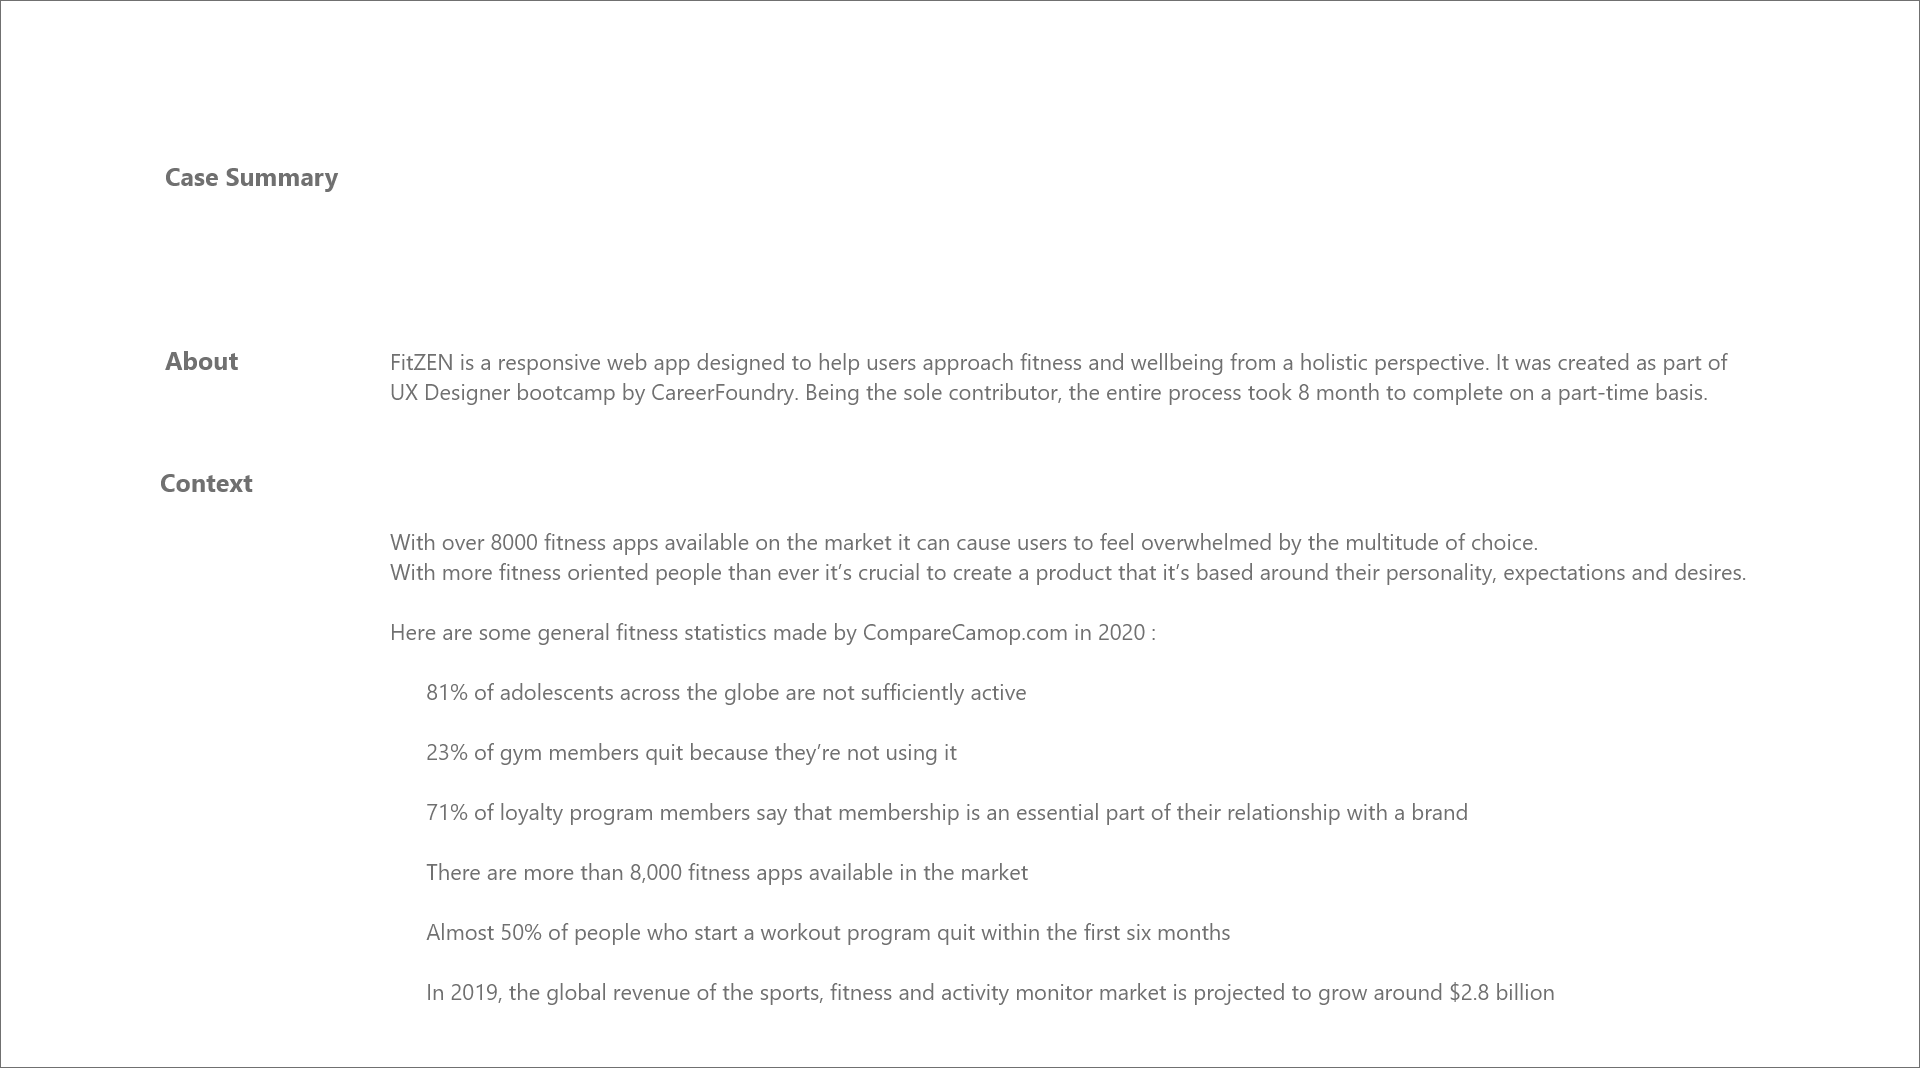 Case Summary
About
FitZEN is a responsive web app designed to help users approach fitness and wellbeing from a holistic perspective. It was created as part of
UX Designer bootcamp by CareerFoundry. Being the sole contributor, the entire process took 8 month to complete on a part-time basis.
Context
With over 8000 fitness apps available on the market it can cause users to feel overwhelmed by the multitude of choice.
With more fitness oriented people than ever it’s crucial to create a product that it’s based around their personality, expectations and desires.
Here are some general fitness statistics made by CompareCamop.com in 2020 :
81% of adolescents across the globe are not sufficiently active
23% of gym members quit because they’re not using it
71% of loyalty program members say that membership is an essential part of their relationship with a brand
There are more than 8,000 fitness apps available in the market
Almost 50% of people who start a workout program quit within the first six months
In 2019, the global revenue of the sports, fitness and activity monitor market is projected to grow around $2.8 billion